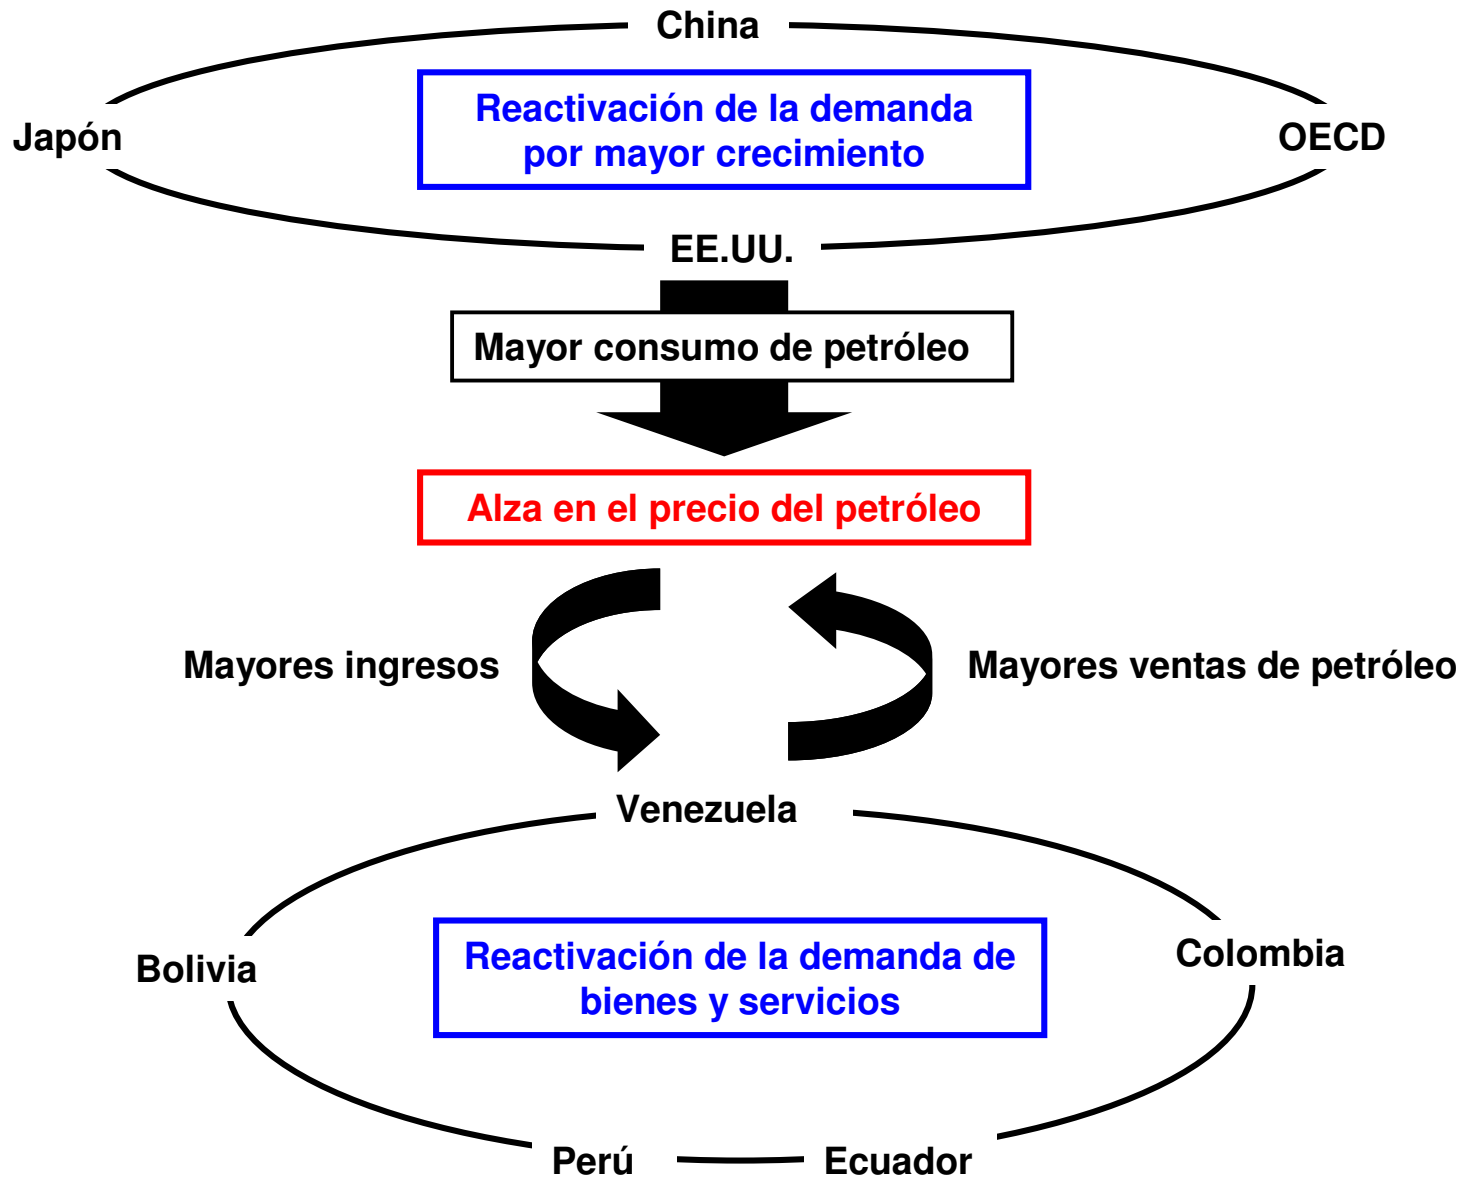 China
Reactivación de la demanda
por mayor crecimiento
Japón
OECD
EE.UU.
Mayor consumo de petróleo
Alza en el precio del petróleo
Mayores ingresos
Mayores ventas de petróleo
Venezuela
Bolivia
Reactivación de la demanda de
bienes y servicios
Colombia
Perú
Ecuador